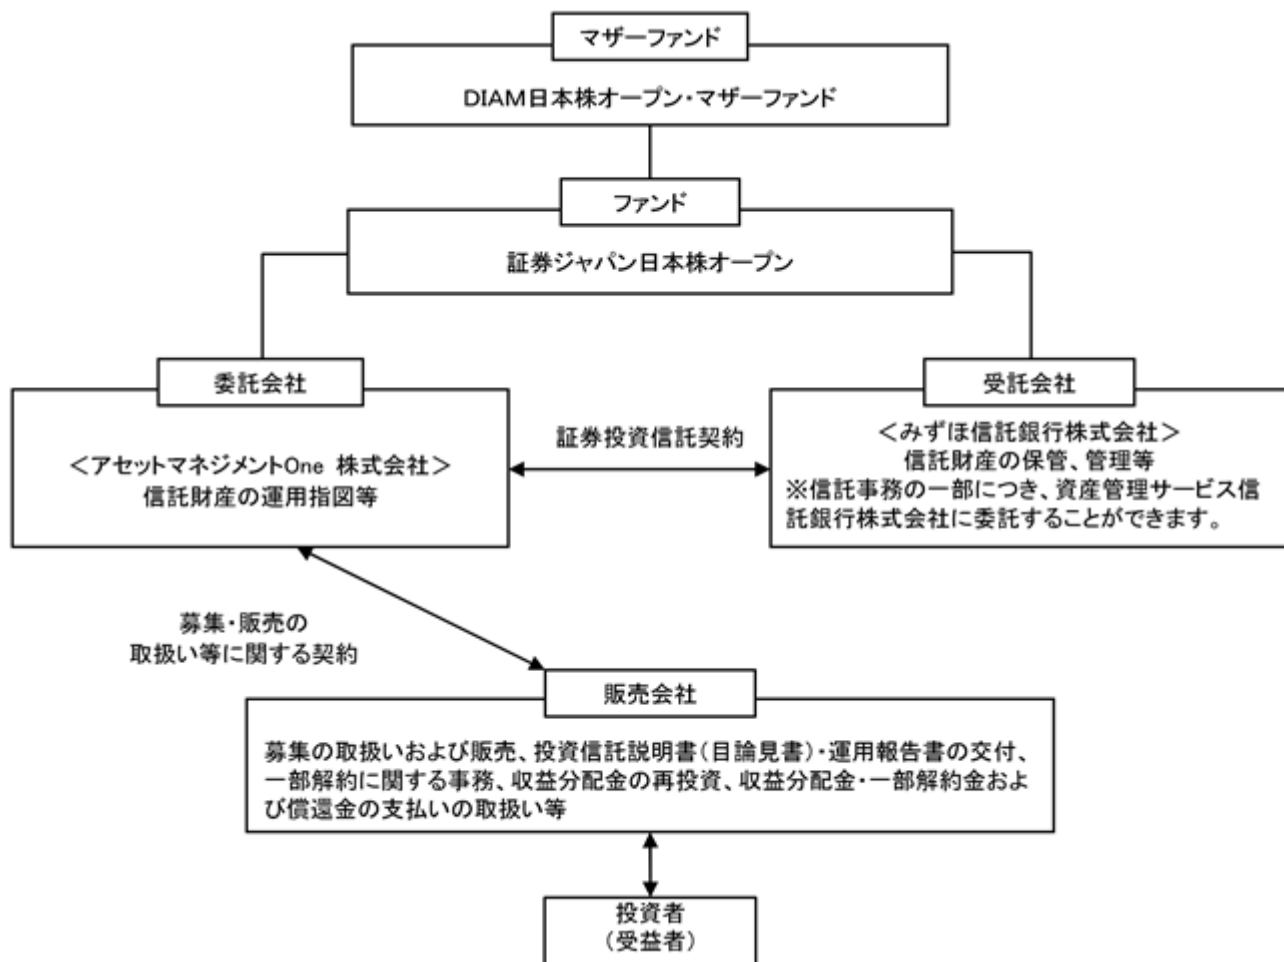 マザーファンド
DIAM日本株オープン・マザーファンド
ファンド
証券ジャパン日本株オープン
委託会社
＜アセットマネジメントOne 株式会社＞
信託財産の運用指図等
証券投資信託契約
受託会社
＜みずほ信託銀行株式会社＞
信託財産の保管、管理等
※信託事務の一部につき、資産管理サービス信
託銀行株式会社に委託することができます。
募集・販売の
取扱い等に関する契約
販売会社
募集の取扱いおよび販売、投資信託説明書（目論見書）・運用報告書の交付、
一部解約に関する事務、収益分配金の再投資、収益分配金・一部解約金およ
び償還金の支払いの取扱い等
投資者
（受益者）